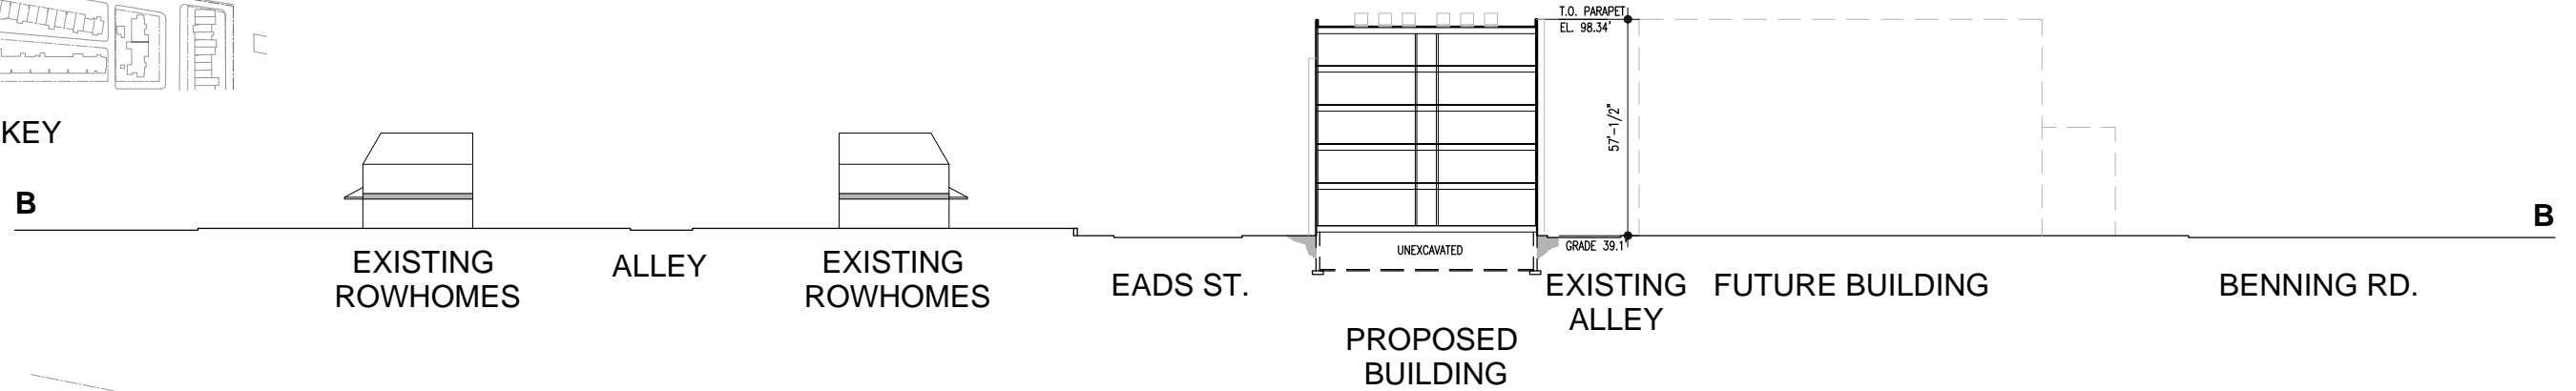 T.O. PARAPET
EL. 98.34'
57'-1/2"
KEY
B
B
UNEXCAVATED
GRADE 39.1'
EXISTING
ROWHOMES
ALLEY
EXISTING
ROWHOMES
EADS ST.
PROPOSED
BUILDING
EXISTING
ALLEY
FUTURE BUILDING
BENNING RD.